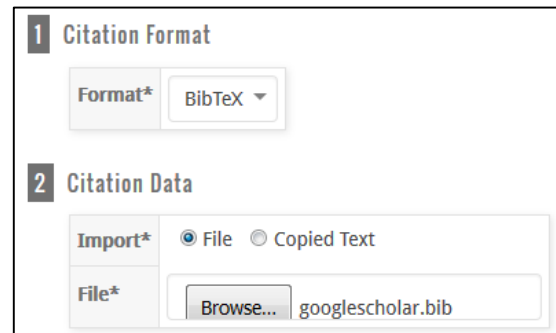 1 Citation Format
Format* BibTeX
2 Citation Data
Import* File Copied Text
File* Browse... googlescholar.bib